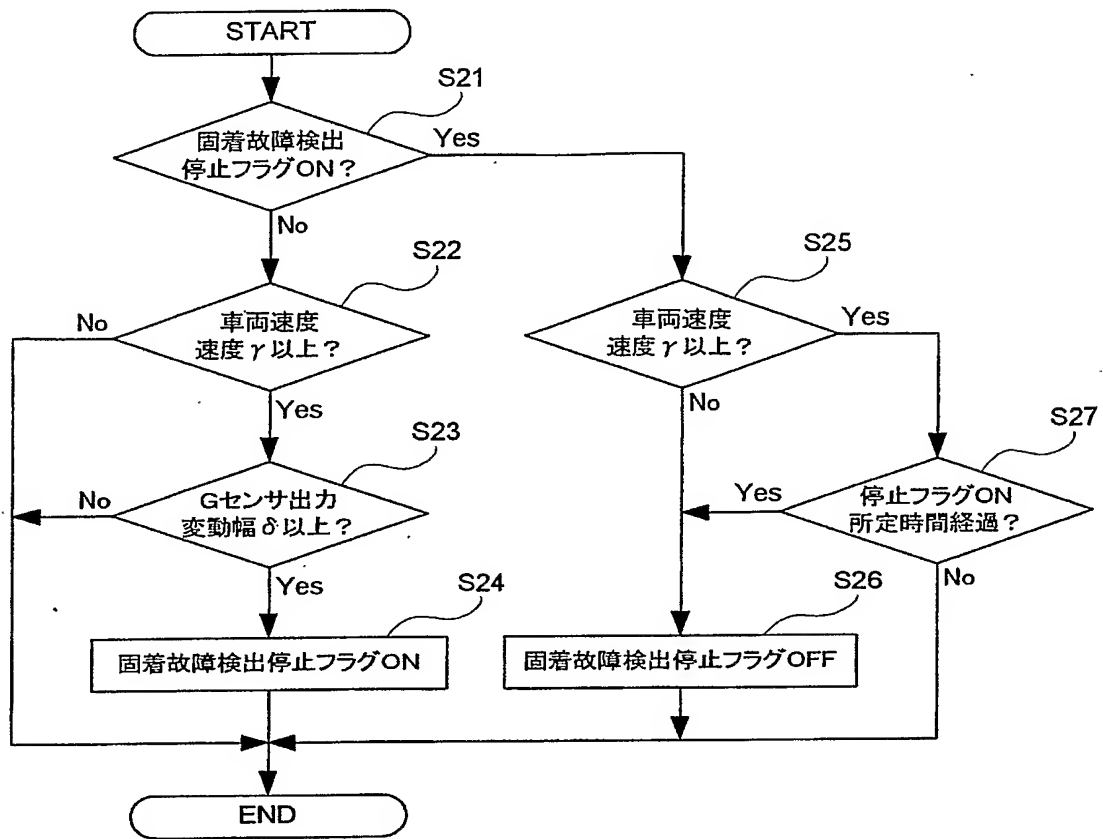 START
S21
固着故障検出
停止フラグON?
Yes
No
S22
車両速度
速度γ以上?
No
Yes
S23
Gセンサ出力
変動幅δ以上?
No
Yes
S24
固着故障検出停止フラグON
S25
車両速度
速度γ以上?
Yes
No
S27
停止フラグON
所定時間経過?
Yes
No
S26
固着故障検出停止フラグOFF
END